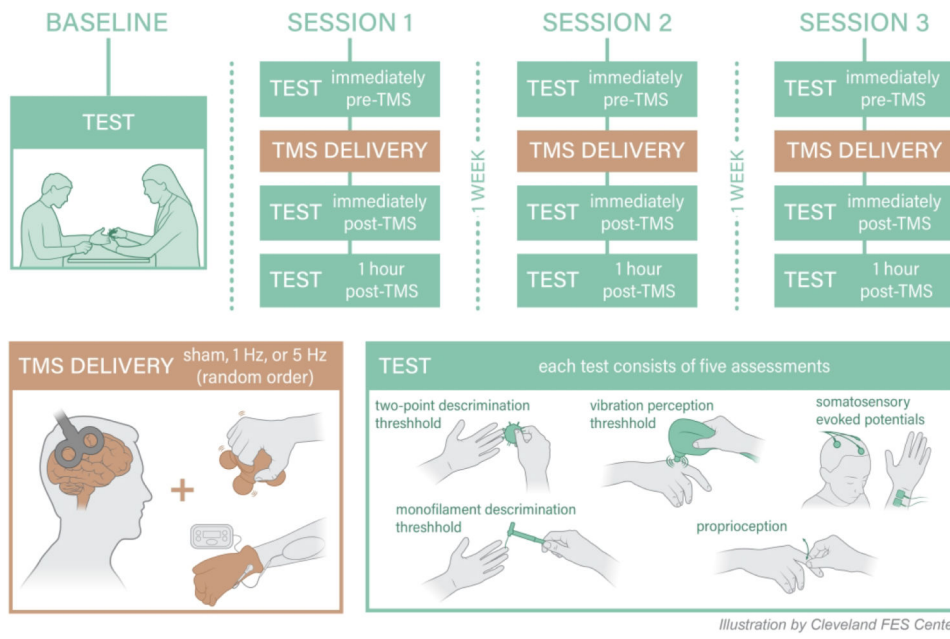 BASELINE
SESSION 1
SESSION 2
SESSION 3
TEST
TEST immediately pre-TMS
TMS DELIVERY
TEST immediately post-TMS
TEST 1 hour post-TMS
1 WEEK
TEST immediately pre-TMS
TMS DELIVERY
TEST immediately post-TMS
TEST 1 hour post-TMS
1 WEEK
TEST immediately pre-TMS
TMS DELIVERY
TEST immediately post-TMS
TEST 1 hour post-TMS
TMS DELIVERY sham, 1 Hz, or 5 Hz
(random order)
TEST each test consists of five assessments
two-point descrimination
threshhold
vibration perception
threshhold
somatosensory
evoked potentials
monofilament descrimination
threshhold
proprioception
Illustration by Cleveland FES Cente